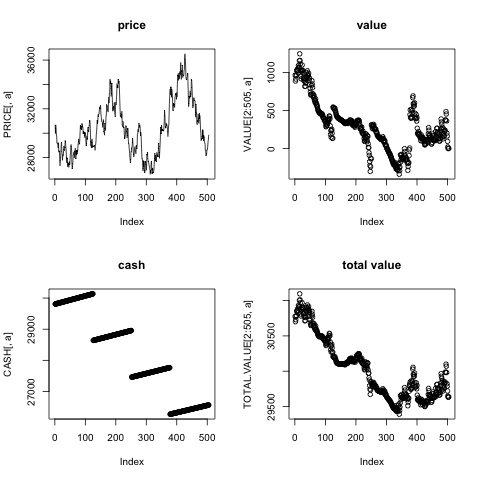 price
PRICE[, a]
28000 32000 36000
0 100 200 300 400 500
Index
value
VALUE[2:505, a]
0 500 1000
0 100 200 300 400 500
Index
cash
CASH[, a]
27000 29000
0 100 200 300 400 500
Index
total value
TOTAL.VALUE[2:505, a]
29500 30500
0 100 200 300 400 500
Index